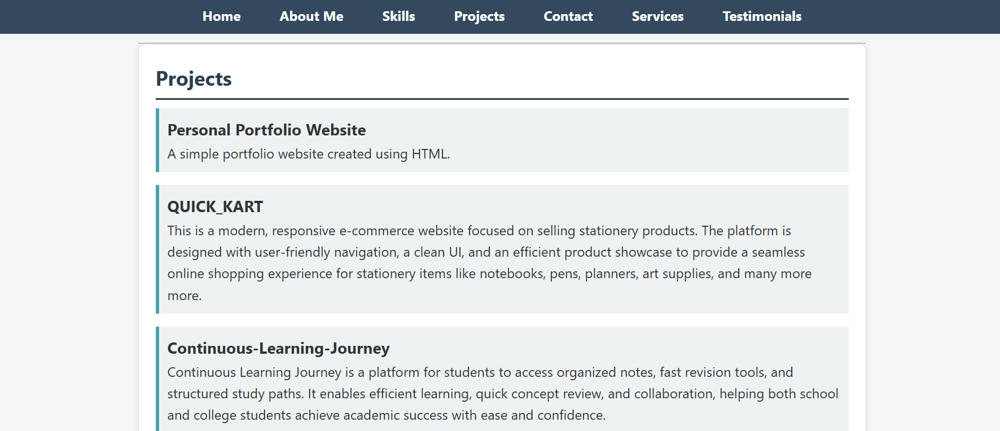 Home About Me Skills Projects Contact Services Testimonials
Projects
Personal Portfolio Website
A simple portfolio website created using HTML.
QUICK_KART
This is a modern, responsive e-commerce website focused on selling stationery products. The platform is
designed with user-friendly navigation, a clean UI, and an efficient product showcase to provide a seamless
online shopping experience for stationery items like notebooks, pens, planners, art supplies, and many more
more.
Continuous-Learning-Journey
Continuous Learning Journey is a platform for students to access organized notes, fast revision tools, and
structured study paths. It enables efficient learning, quick concept review, and collaboration, helping both school
and college students achieve academic success with ease and confidence.